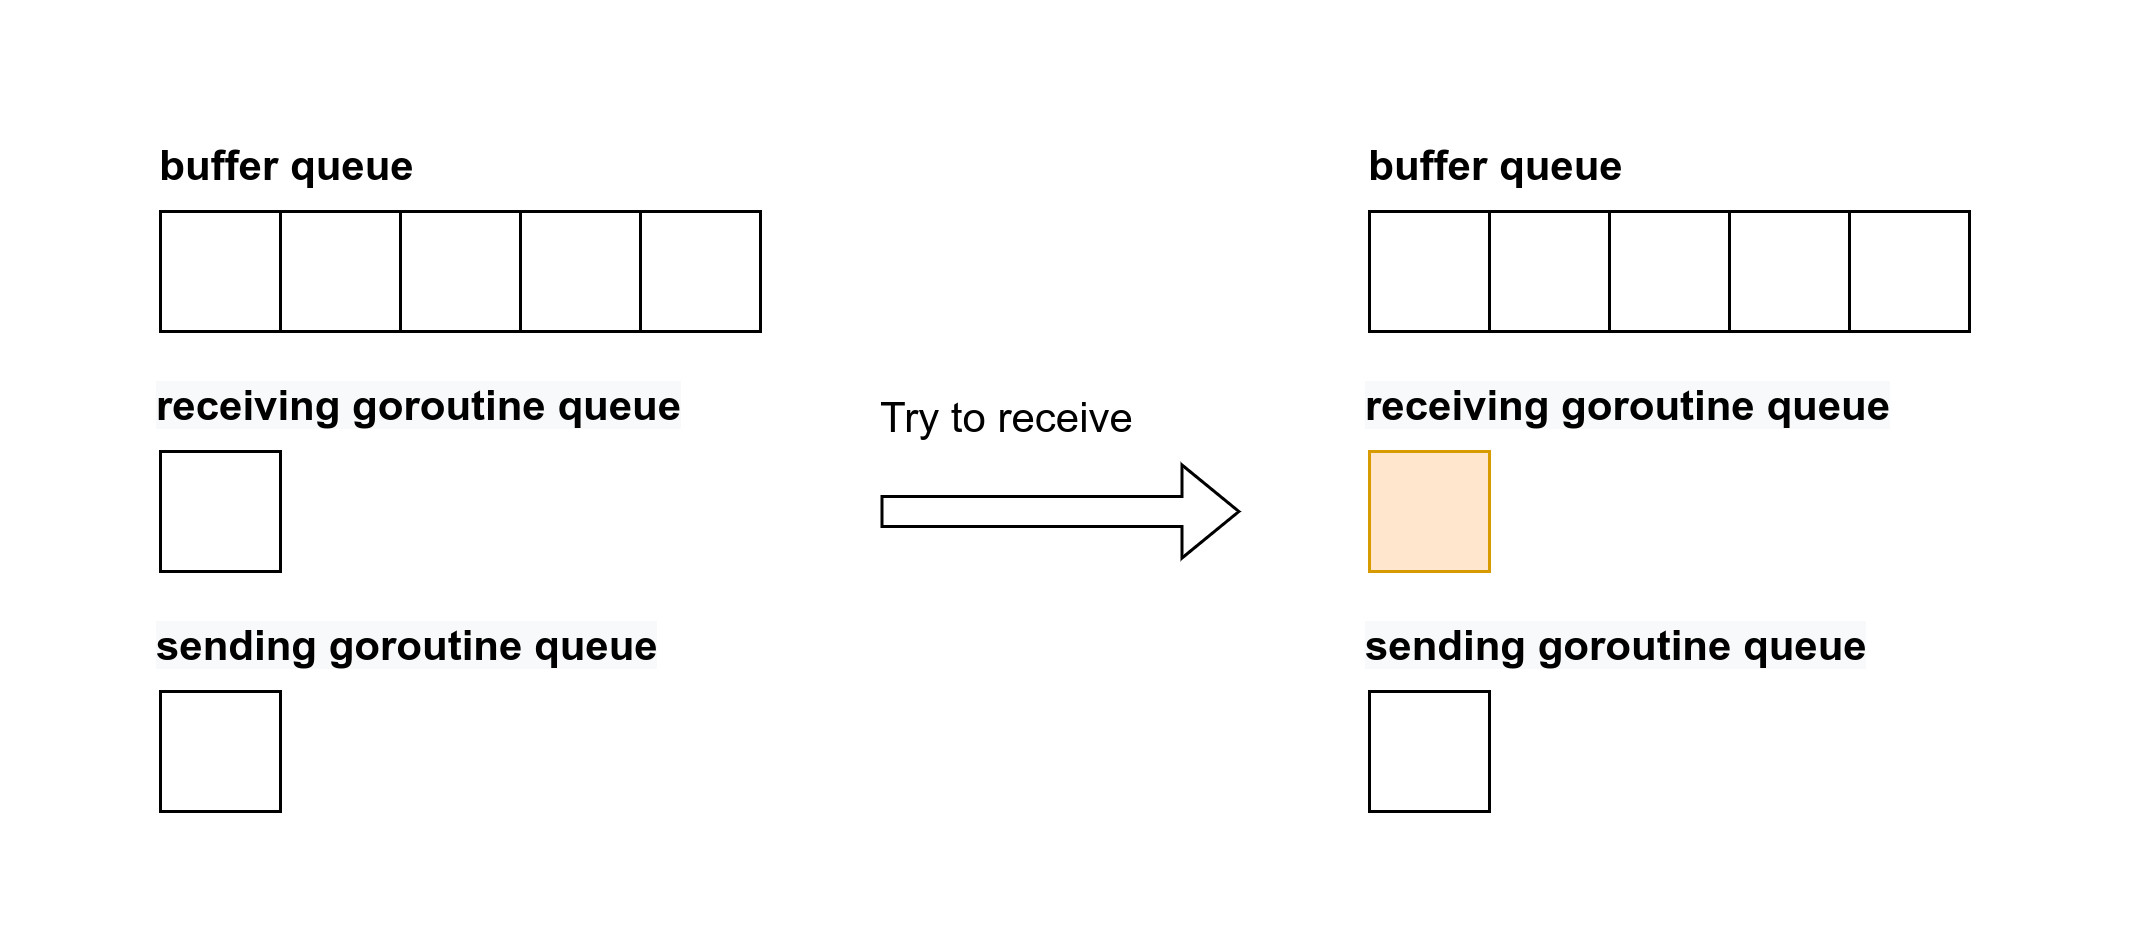 buffer queue
receiving goroutine queue
sending goroutine queue
Try to receive
buffer queue
receiving goroutine queue
sending goroutine queue